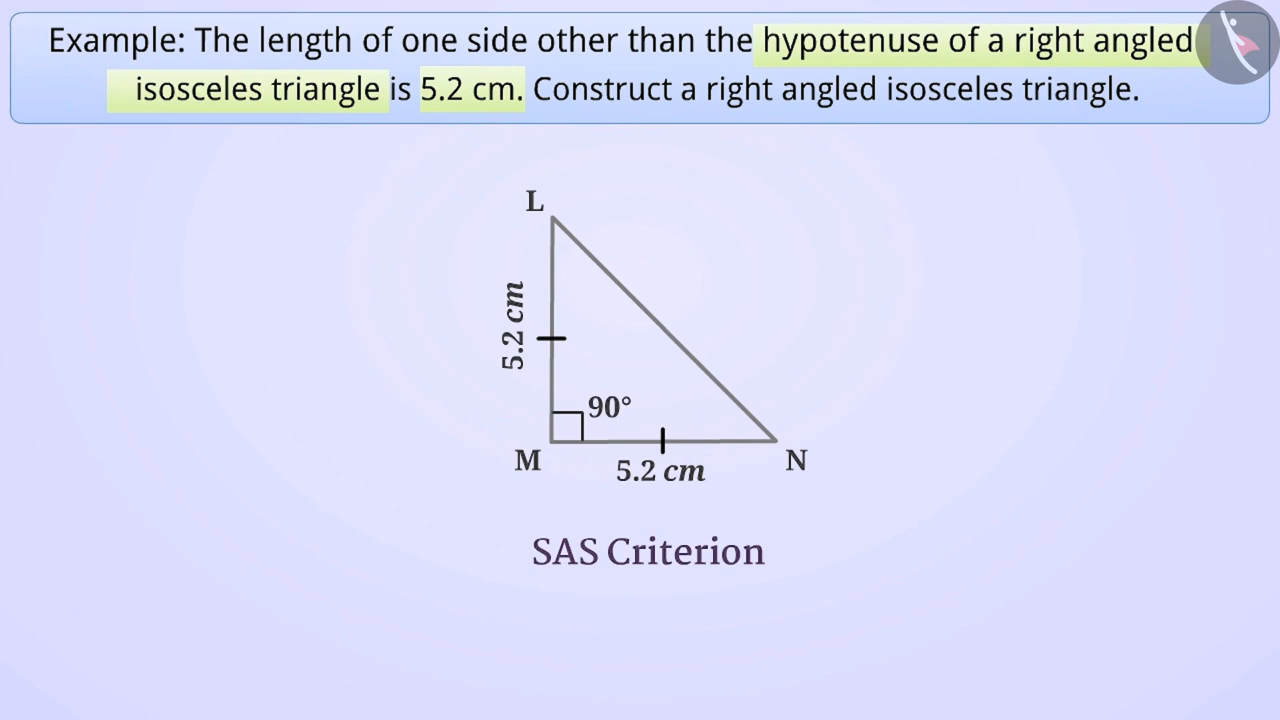 Example: The length of one side other than the hypotenuse of a right angled
isosceles triangle is 5.2 cm. Construct a right angled isosceles triangle.
L
5.2 cm
90°
M
N
5.2 cm
SAS Criterion